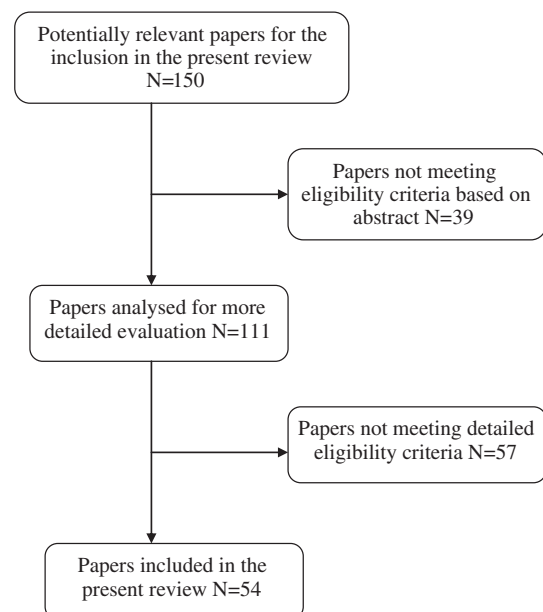 Potentially relevant papers for the
inclusion in the present review
N=150
Papers not meeting
eligibility criteria based on
abstract N=39
Papers analysed for more
detailed evaluation N=111
Papers not meeting detailed
eligibility criteria N=57
Papers included in the
present review N=54